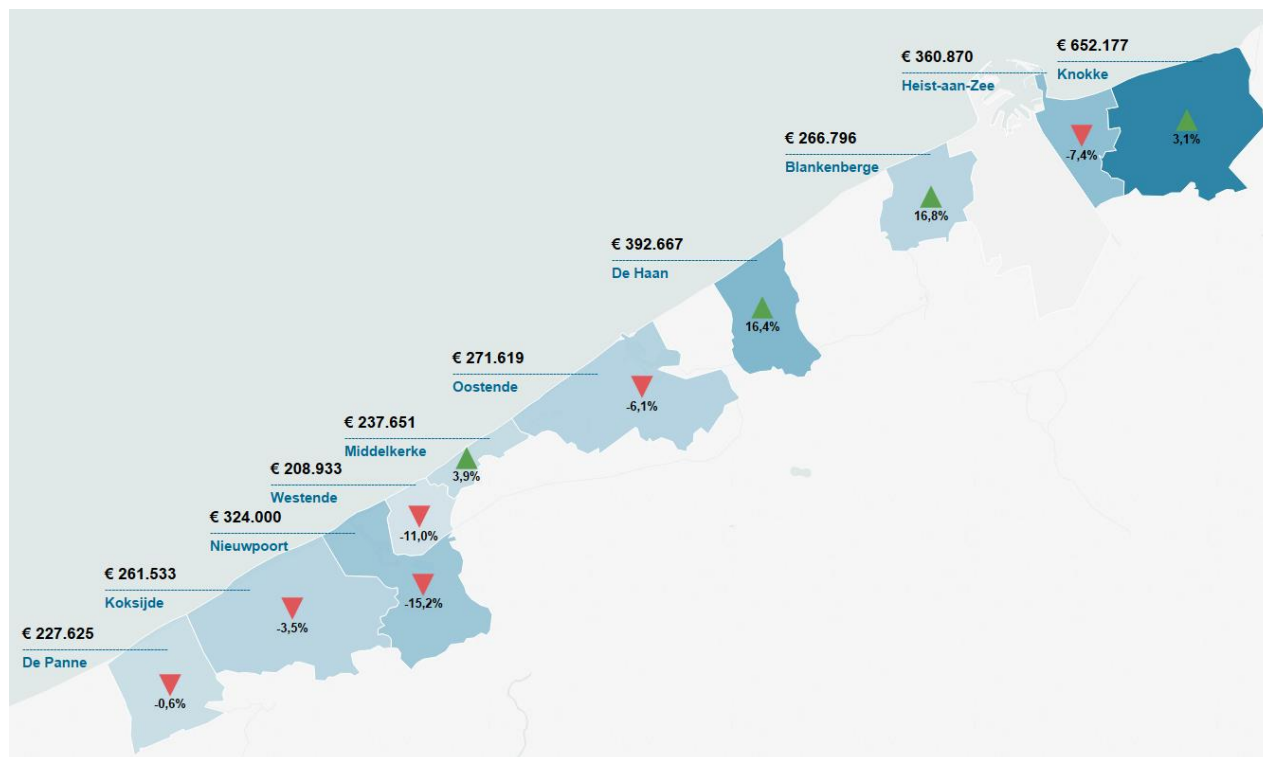 € 652.177
Knokke
3,1%
€ 360.870
Heist-aan-Zee
-7,4%
€ 266.796
Blankenberge
16,8%
€ 392.667
De Haan
16,4%
€ 271.619
Oostende
-6,1%
€ 237.651
Middelkerke
3,9%
€ 208.933
Westende
-11,0%
€ 324.000
Nieuwpoort
-15,2%
€ 261.533
Koksijde
-3,5%
€ 227.625
De Panne
-0,6%